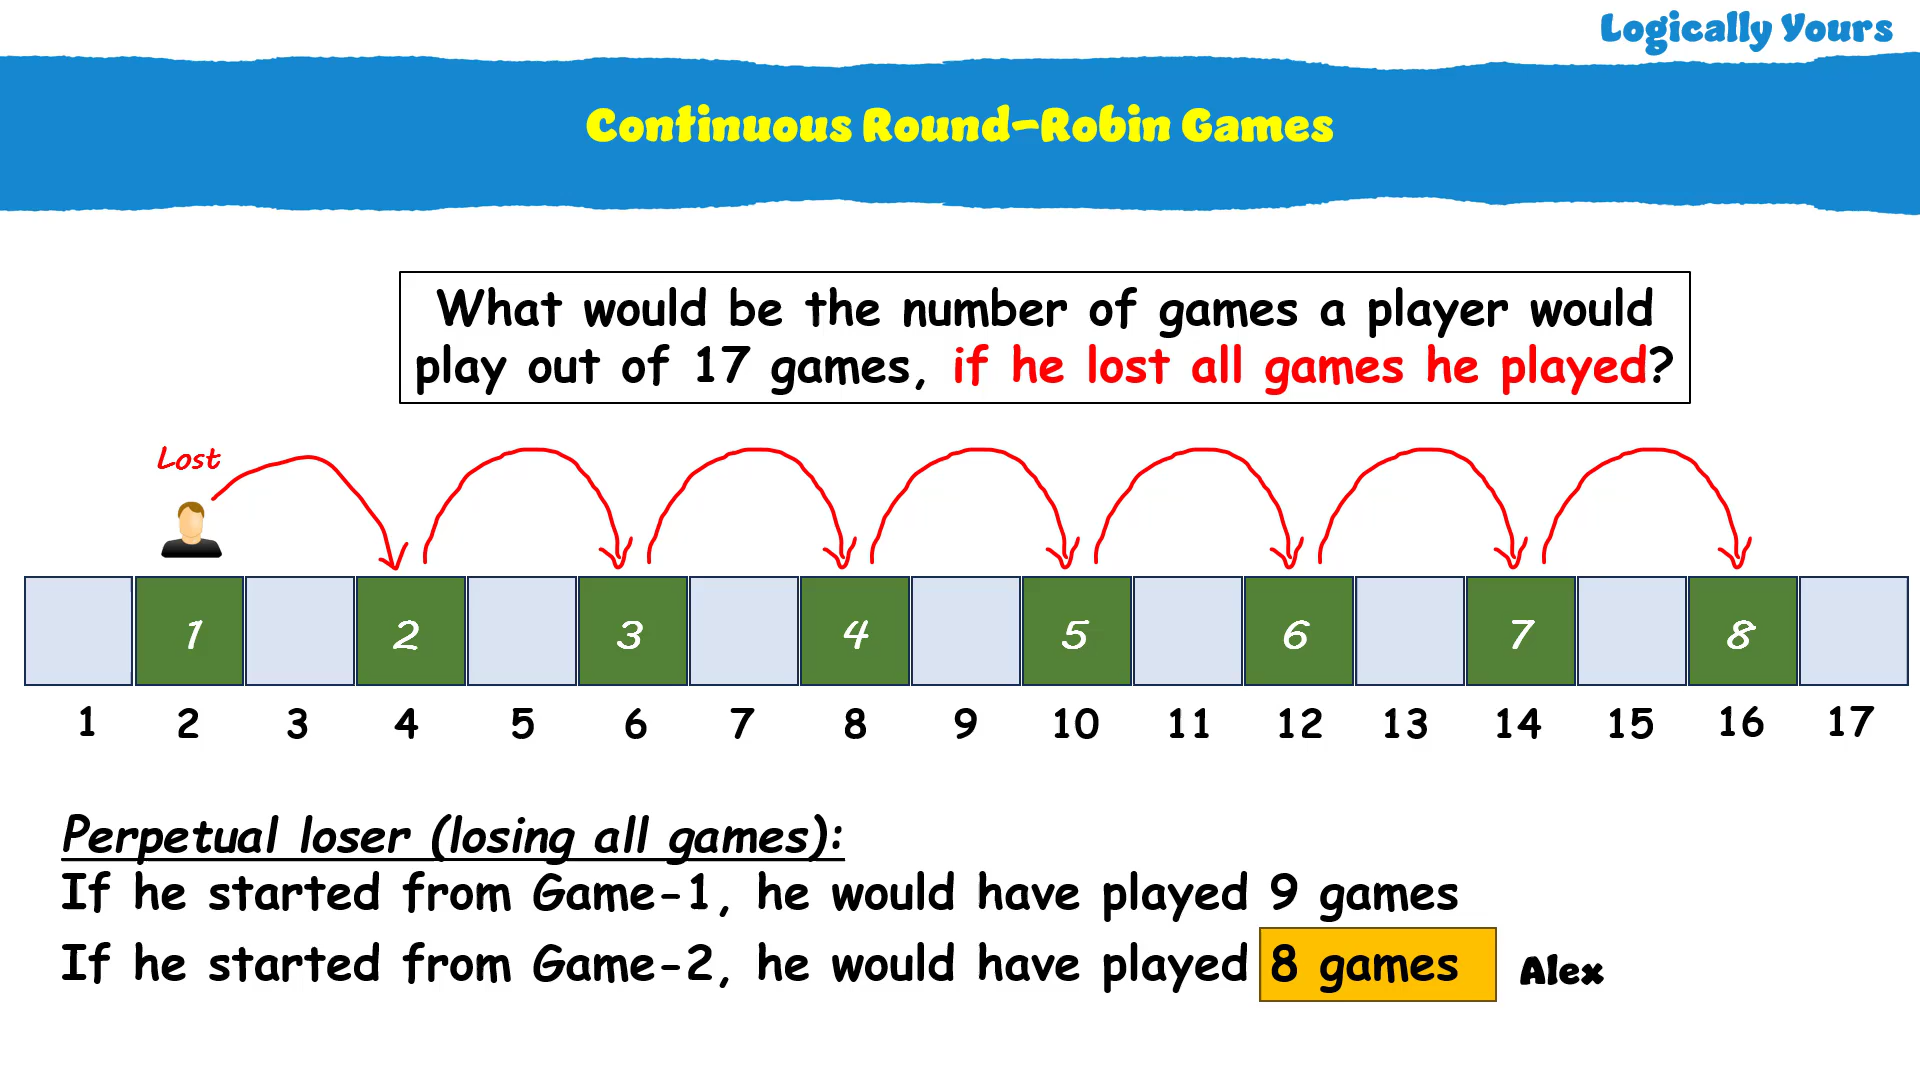 Logically Yours
Continuous Round-Robin Games
What would be the number of games a player would
play out of 17 games, if he lost all games he played?
Lost
1 2 3 4 5 6 7 8
1 2 3 4 5 6 7 8 9 10 11 12 13 14 15 16 17
Perpetual loser (losing all games):
If he started from Game-1, he would have played 9 games
If he started from Game-2, he would have played 8 games Alex